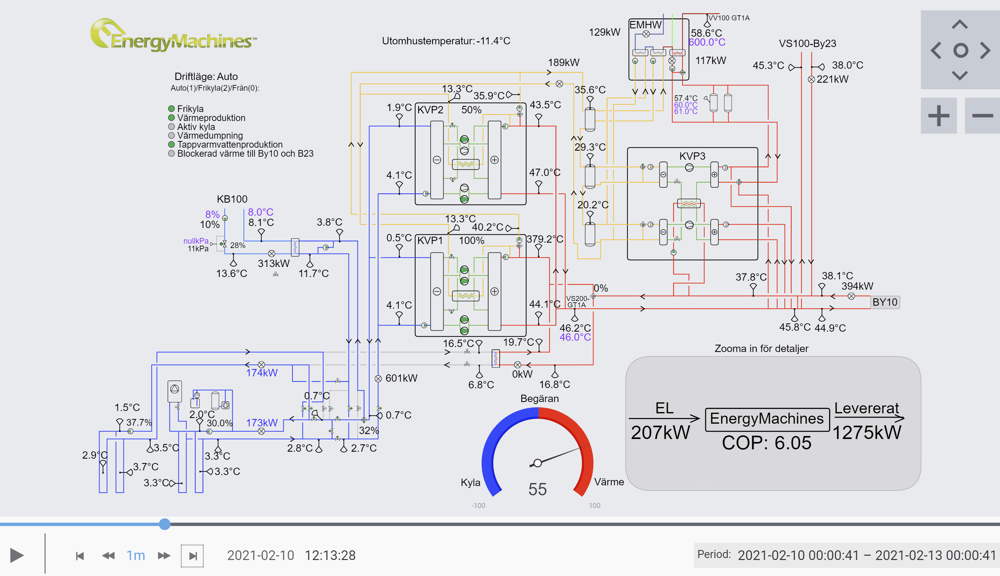 EnergyMachines™
Utomhustemperatur: -11.4°C
Driftläge: Auto
Auto(1)/Frikyla(2)/Från(0):
Frikyla
Värmeproduktion
Aktiv kyla
Värmedumpning
Tappvarmvattenproduktion
Blockerad värme till By10 och B23
EMHW
129kW
VV100 GT1A
58.6°C
600.0°C
117kW
VS100-By23
45.3°C
38.0°C
221kW
189kW
13.3°C
35.9°C
35.6°C
57.4°C
60.0°C
61.0°C
1.9°C
KVP2
50%
43.5°C
29.3°C
KVP3
4.1°C
47.0°C
20.2°C
KB100
8%
10%
8.0°C
8.1°C
3.8°C
nullkPa
11kPa
28%
313kW
13.6°C
11.7°C
13.3°C
40.2°C
0.5°C
KVP1
100%
379.2°C
4.1°C
44.1°C
0%
VS200-
GT1A
46.2°C
46.0°C
37.8°C
38.1°C
394kW
BY10
45.8°C
44.9°C
16.5°C
19.7°C
6.8°C
0kW
16.8°C
174kW
601kW
0.7°C
0.7°C
1.5°C
37.7%
2.0°C
30.0%
173kW
32%
2.9°C
3.5°C
3.3°C
2.8°C
2.7°C
3.7°C
3.3°C
3.3°C
Begäran
Kyla
Värme
55
-100
100
Zooma in för detaljer
EL
207kW
EnergyMachines
COP: 6.05
Levererat
1275kW
1m
2021-02-10 12:13:28
Period: 2021-02-10 00:00:41 – 2021-02-13 00:00:41